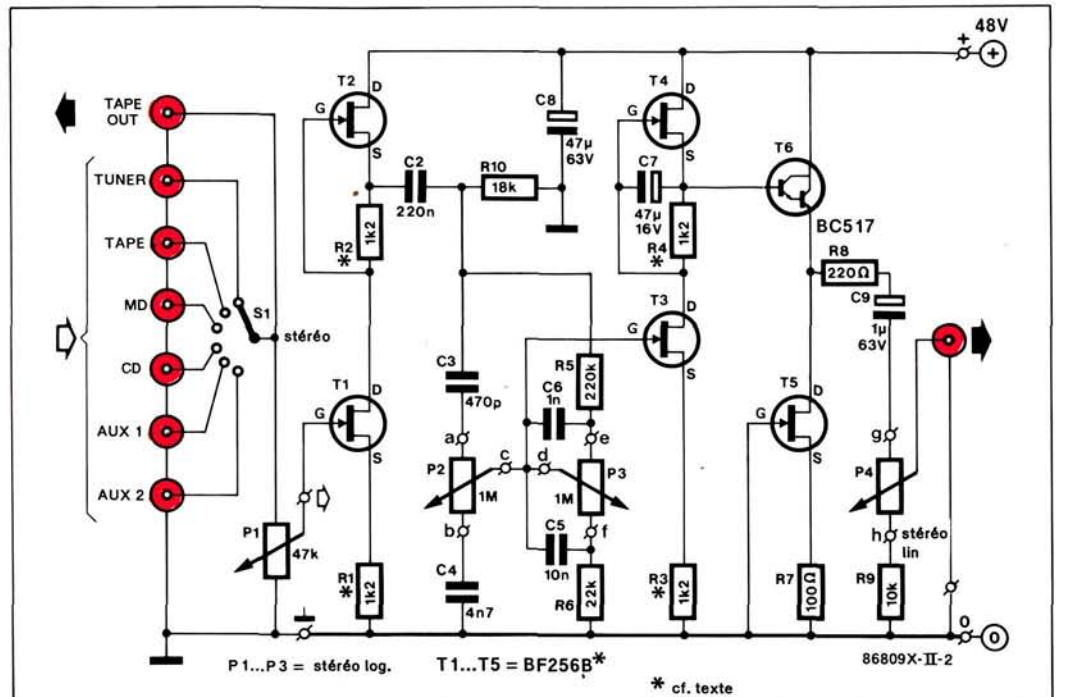 48V
+
+
T2
D
G
S
C8
47µ
63V
T4
D
G
S
TAPE
OUT
TUNER
TAPE
MD
CD
AUX 1
AUX 2
S1
stéréo
C2
220n
R10
18k
C7
47µ
16V
T6
BC517
R2
1k2
*
R4
1k2
*
R8
220Ω
C9
1µ
63V
T1
D
G
S
C3
470p
C6
1n
R5
220k
T3
D
G
S
T5
D
G
S
a
c
d
e
g
P2
1M
P3
1M
P4
b
f
h
stéréo
lin
P1
47k
C4
4n7
C5
10n
R6
22k
R1
1k2
*
R3
1k2
*
R7
100Ω
R9
10k
0
0
P1...P3 = stéréo log.
T1...T5 = BF256B*
86809X-II-2
* cf. texte